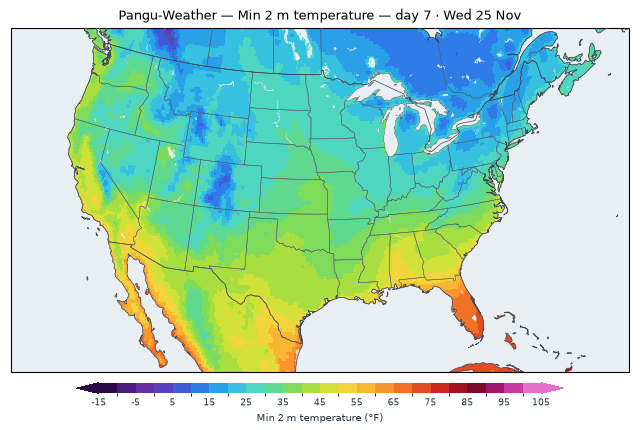 Pangu-Weather — Min 2 m temperature — day 7 · Wed 25 Nov
-15 -5 5 15 25 35 45 55 65 75 85 95 105
Min 2 m temperature (°F)